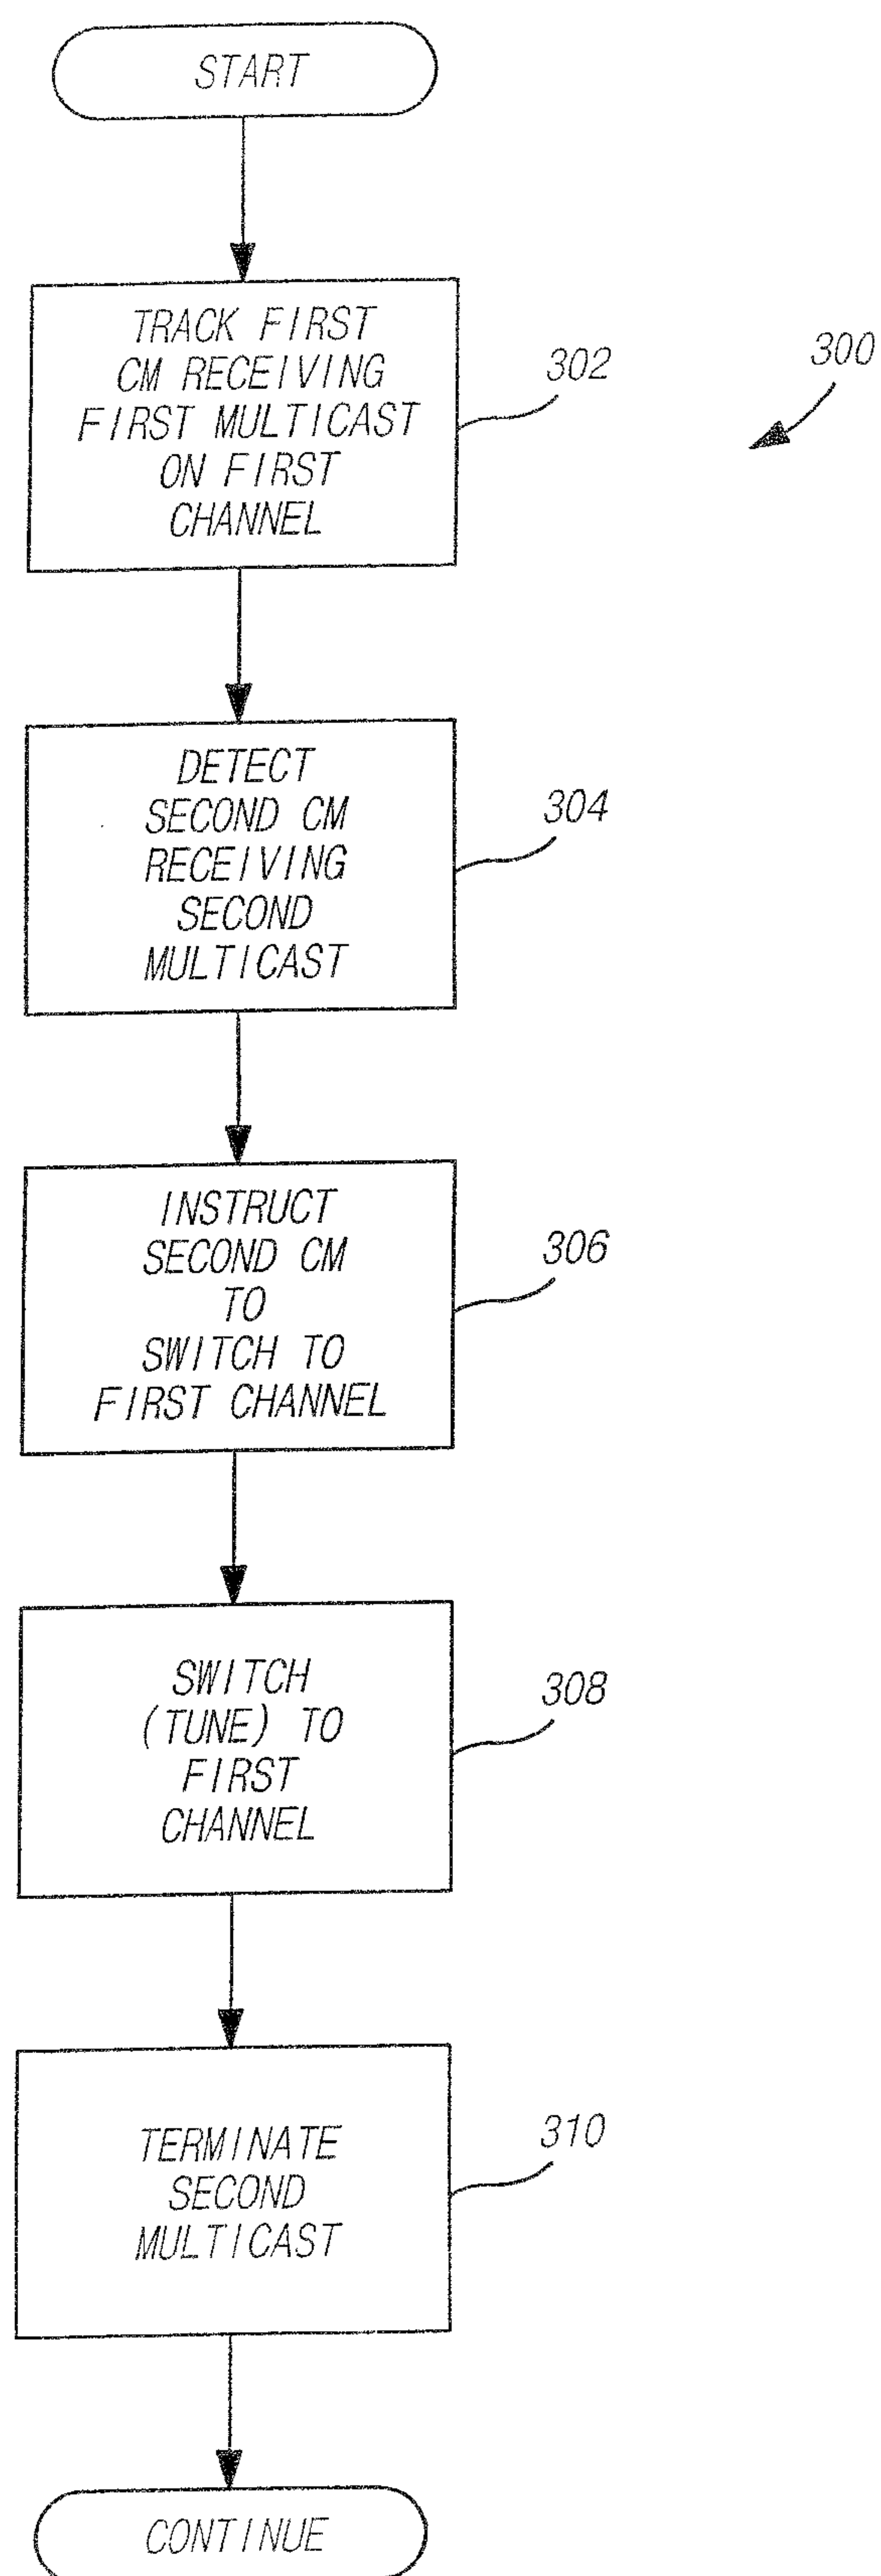 START
TRACK FIRST
CM RECEIVING
FIRST MULTICAST
ON FIRST
CHANNEL
302
300
DETECT
SECOND CM
RECEIVING
SECOND
MULTICAST
304
INSTRUCT
SECOND CM
TO
SWITCH TO
FIRST CHANNEL
306
SWITCH
(TUNE) TO
FIRST
CHANNEL
308
TERMINATE
SECOND
MULTICAST
310
CONTINUE